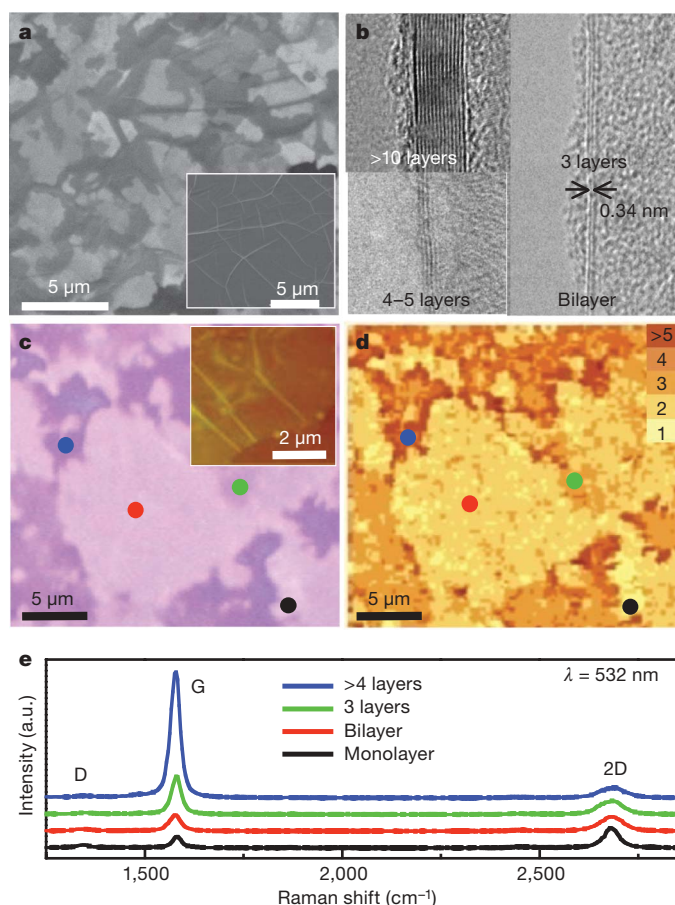 a
5 μm
5 μm
b
>10 layers
4–5 layers
3 layers
0.34 nm
Bilayer
c
2 μm
5 μm
d
>5
4
3
2
1
5 μm
e
λ = 532 nm
>4 layers
3 layers
Bilayer
Monolayer
D
G
2D
Intensity (a.u.)
1,500
2,000
2,500
Raman shift (cm⁻¹)